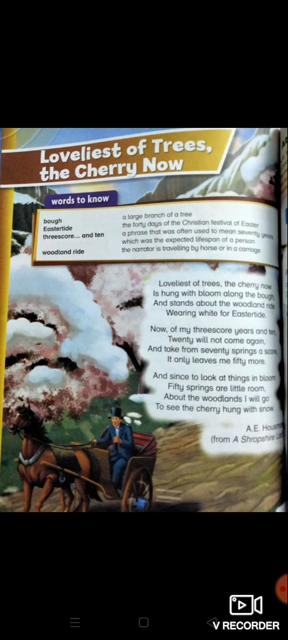 Loveliest of Trees,
the Cherry Now
words to know
bough a large branch of a tree
Eastertide the forty days of the Christian festival of Easter
threescore... and ten a phrase that was often used to mean seventy years
which was the expected lifespan of a person
woodland ride the narrator is travelling by horse or in a carriage
Loveliest of trees, the cherry now
Is hung with bloom along the bough,
And stands about the woodland ride
Wearing white for Eastertide.
Now, of my threescore years and ten,
Twenty will not come again,
And take from seventy springs a score,
It only leaves me fifty more.
And since to look at things in bloom
Fifty springs are little room,
About the woodlands I will go
To see the cherry hung with snow.
A.E. 
(from A Shropshire
V RECORDER